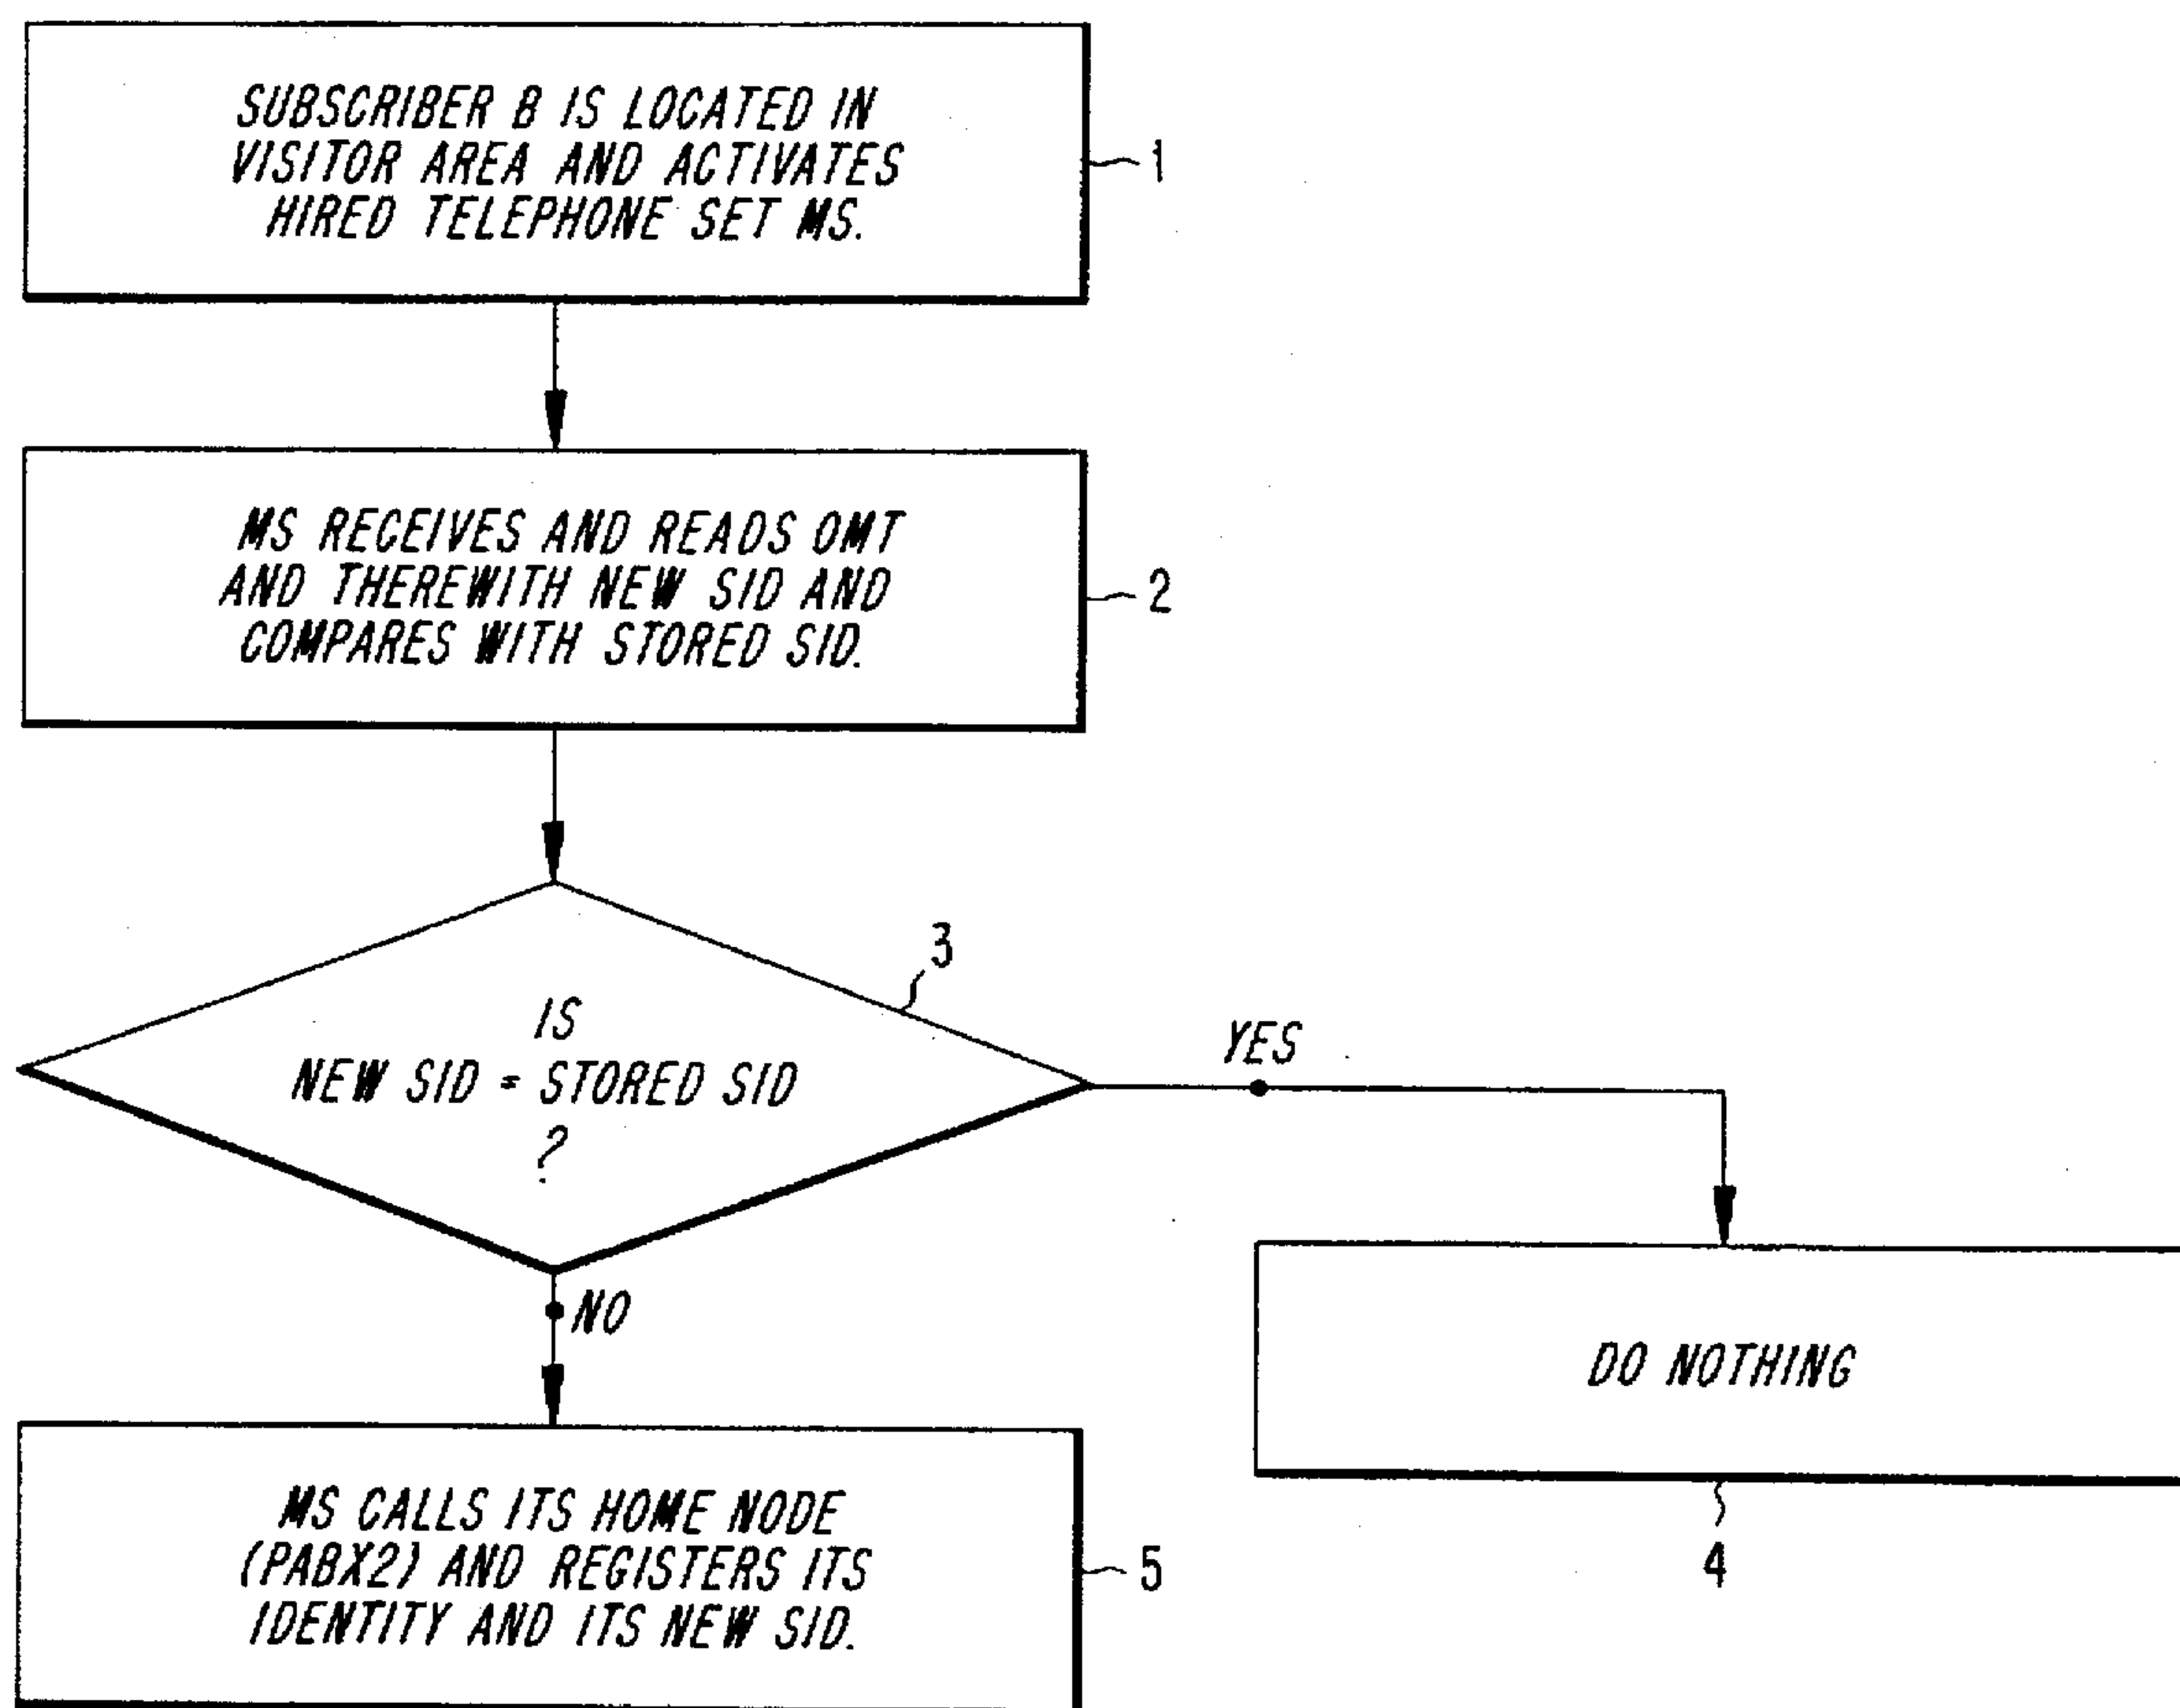 SUBSCRIBER B IS LOCATED IN
VISITOR AREA AND ACTIVATES
HIRED TELEPHONE SET MS.
1
MS RECEIVES AND READS OMT
AND THEREWITH NEW SID AND
COMPARES WITH STORED SID.
2
3
IS
NEW SID = STORED SID
?
YES
NO
DO NOTHING
4
MS CALLS ITS HOME NODE
(PABX2) AND REGISTERS ITS
IDENTITY AND ITS NEW SID.
5